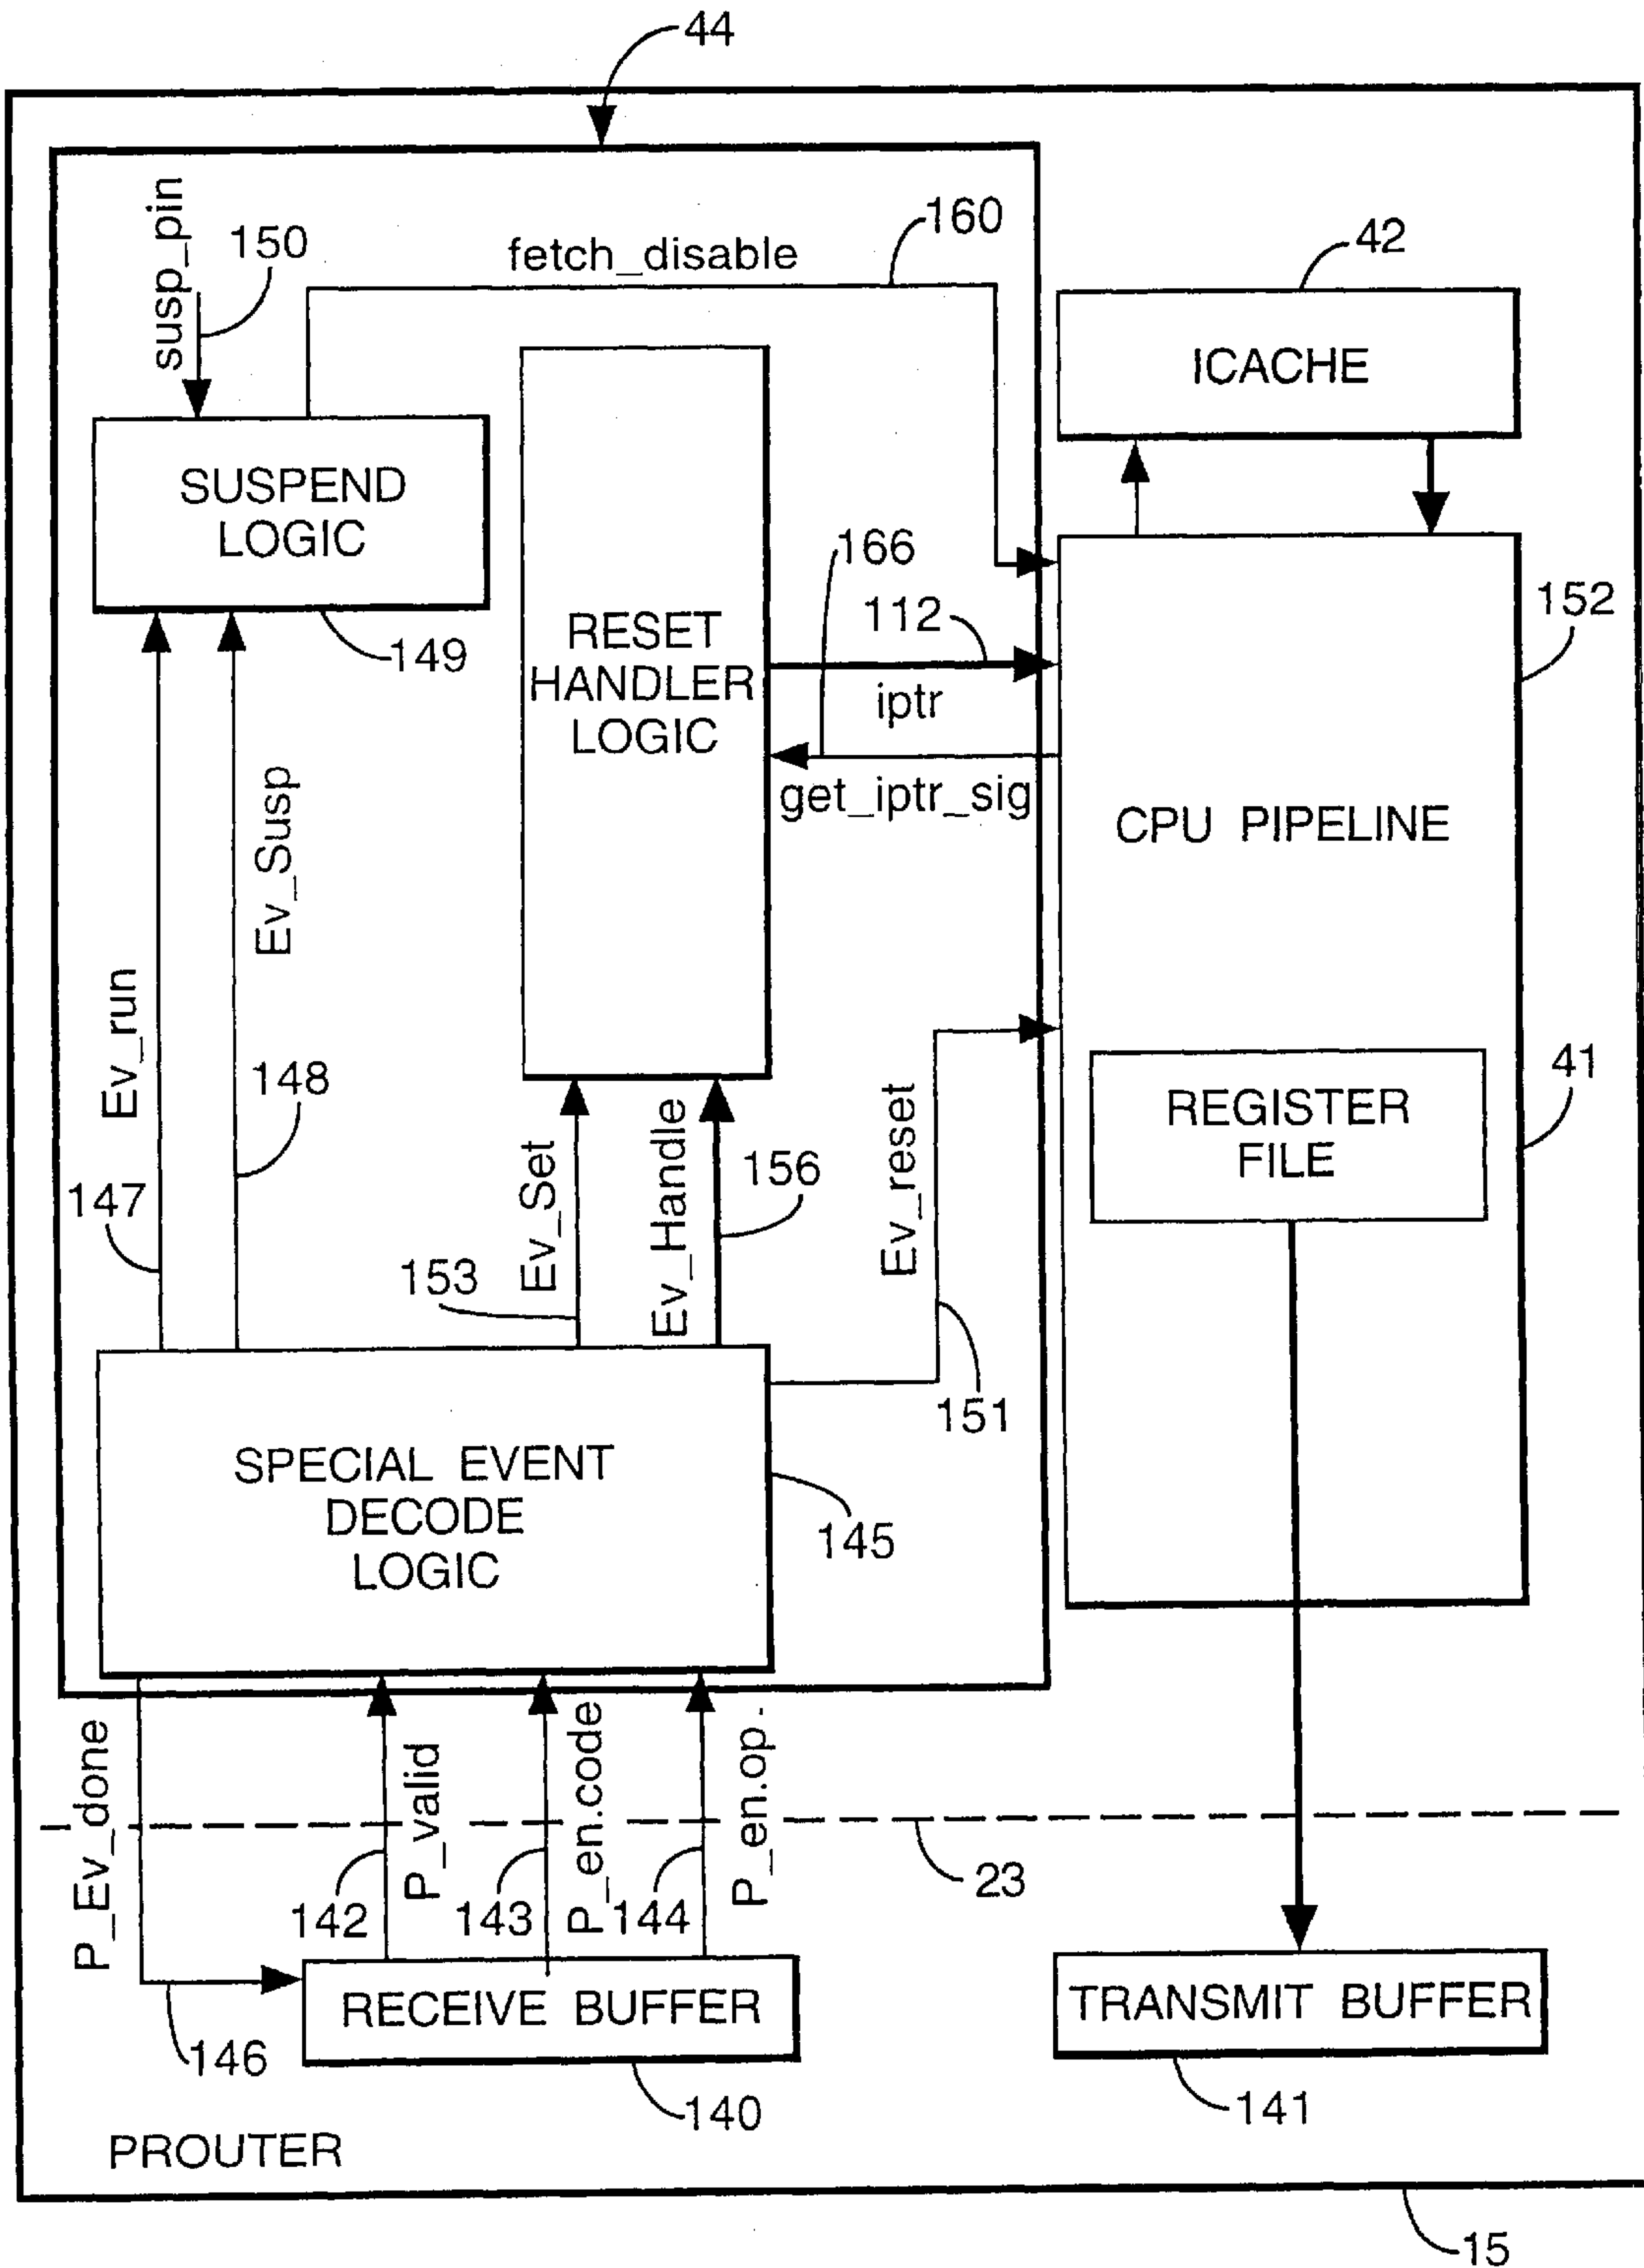 44
susp_pin
150
fetch_disable
160
42
ICACHE
SUSPEND
LOGIC
149
RESET
HANDLER
LOGIC
166
112
iptr
get_iptr_sig
152
CPU PIPELINE
Ev_run
Ev_Susp
147
148
Ev_Set
153
Ev_Handle
156
Ev_reset
151
41
REGISTER
FILE
SPECIAL EVENT
DECODE
LOGIC
145
P_Ev_done
P_valid
P_en.code
P_en.op.
142
143
144
23
RECEIVE BUFFER
TRANSMIT BUFFER
146
140
141
PROUTER
15